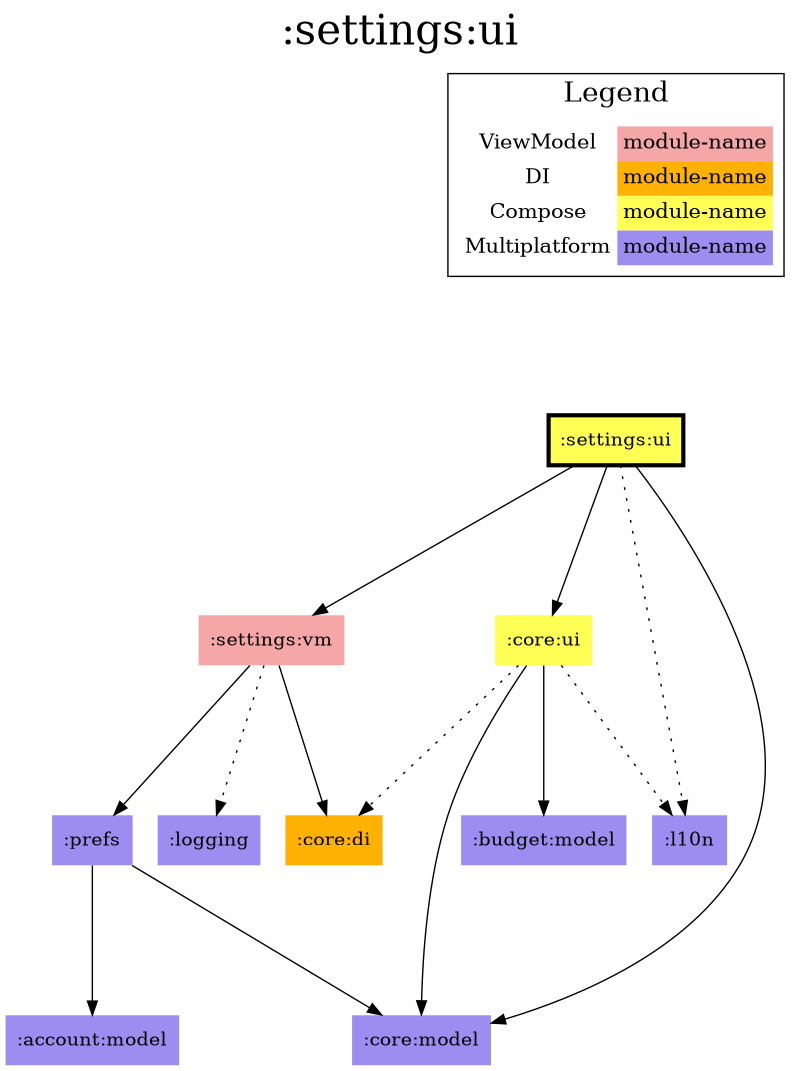 :settings:ui
Legend
ViewModel module-name
DI module-name
Compose module-name
Multiplatform module-name
:settings:ui
:settings:vm :core:ui
:prefs :logging :core:di :budget:model :l10n
:account:model :core:model